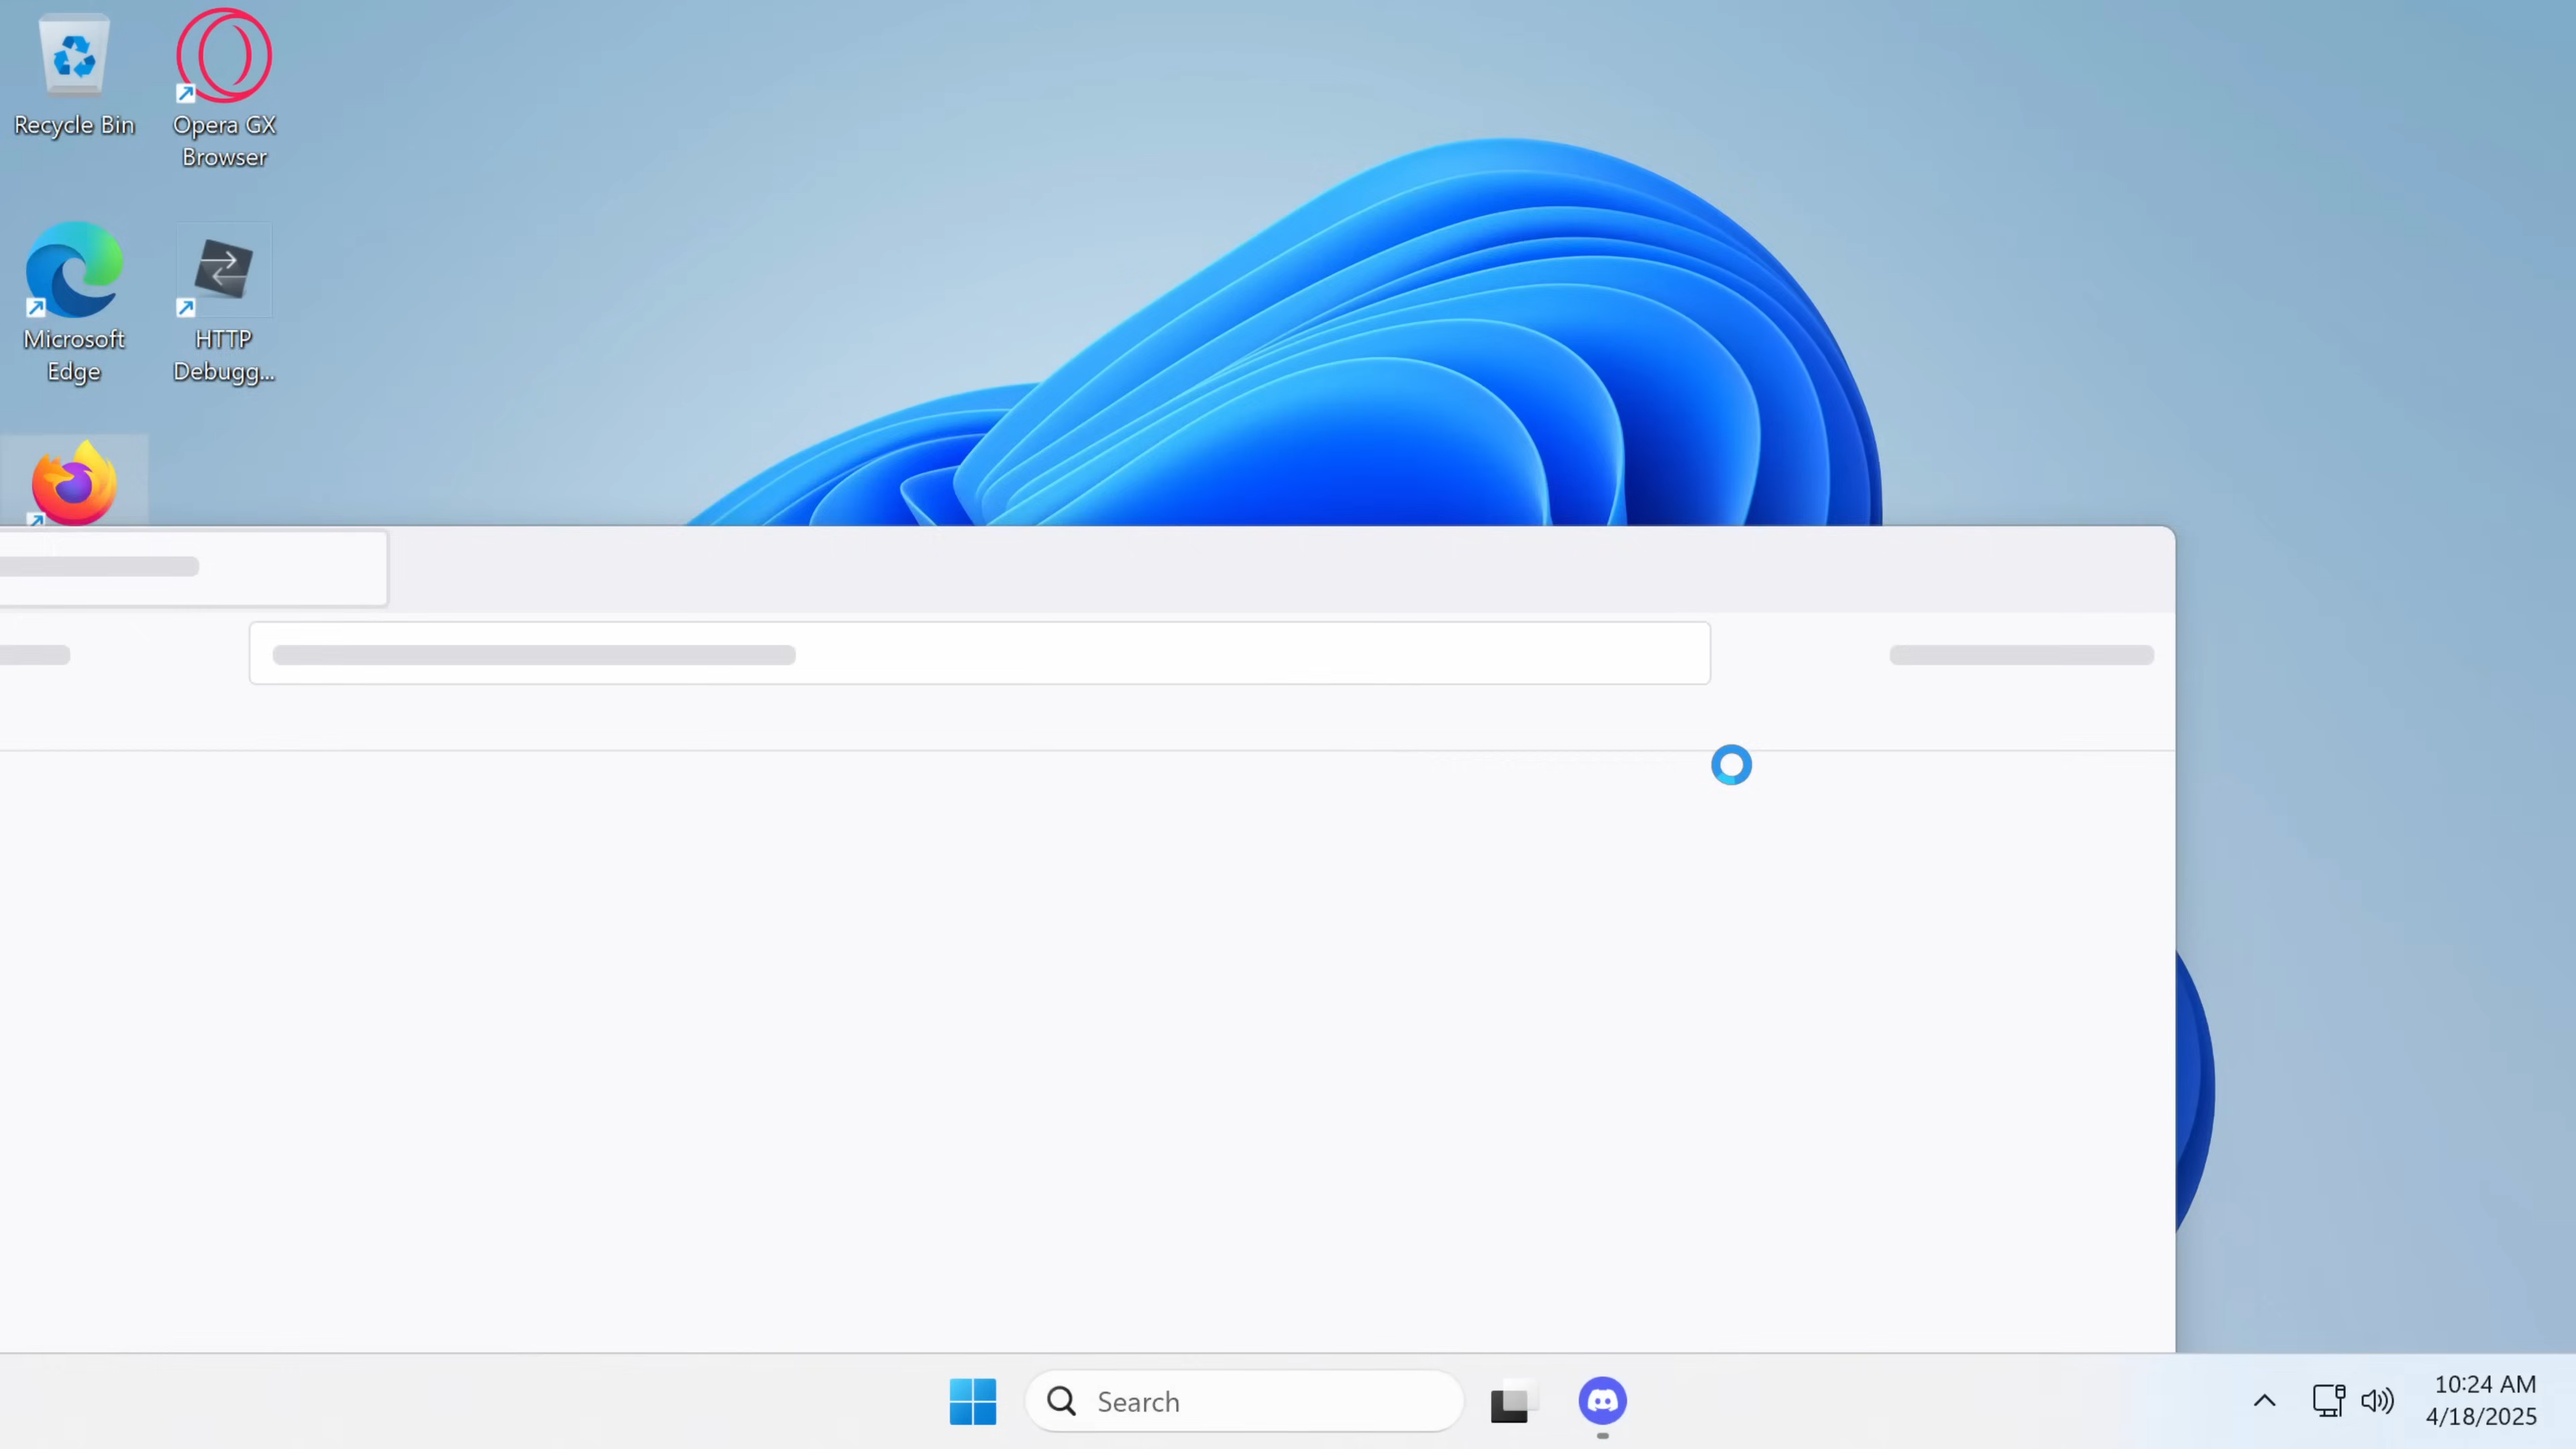 Recycle Bin
Opera GX
Browser
Microsoft
Edge
HTTP
Debugg...
Search
10:24 AM
4/18/2025